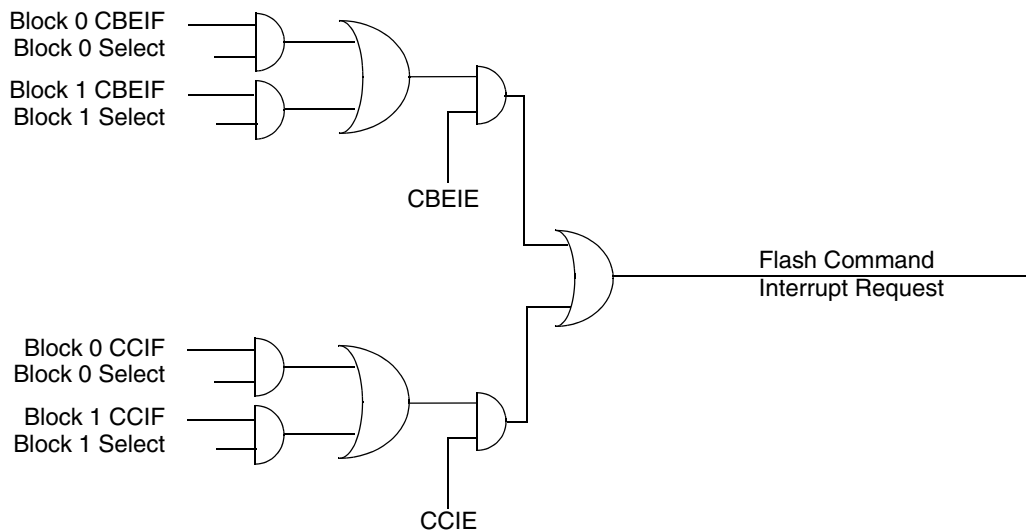 Block 0 CBEIF
Block 0 Select
Block 1 CBEIF
Block 1 Select
CBEIE
Flash Command
Interrupt Request
Block 0 CCIF
Block 0 Select
Block 1 CCIF
Block 1 Select
CCIE